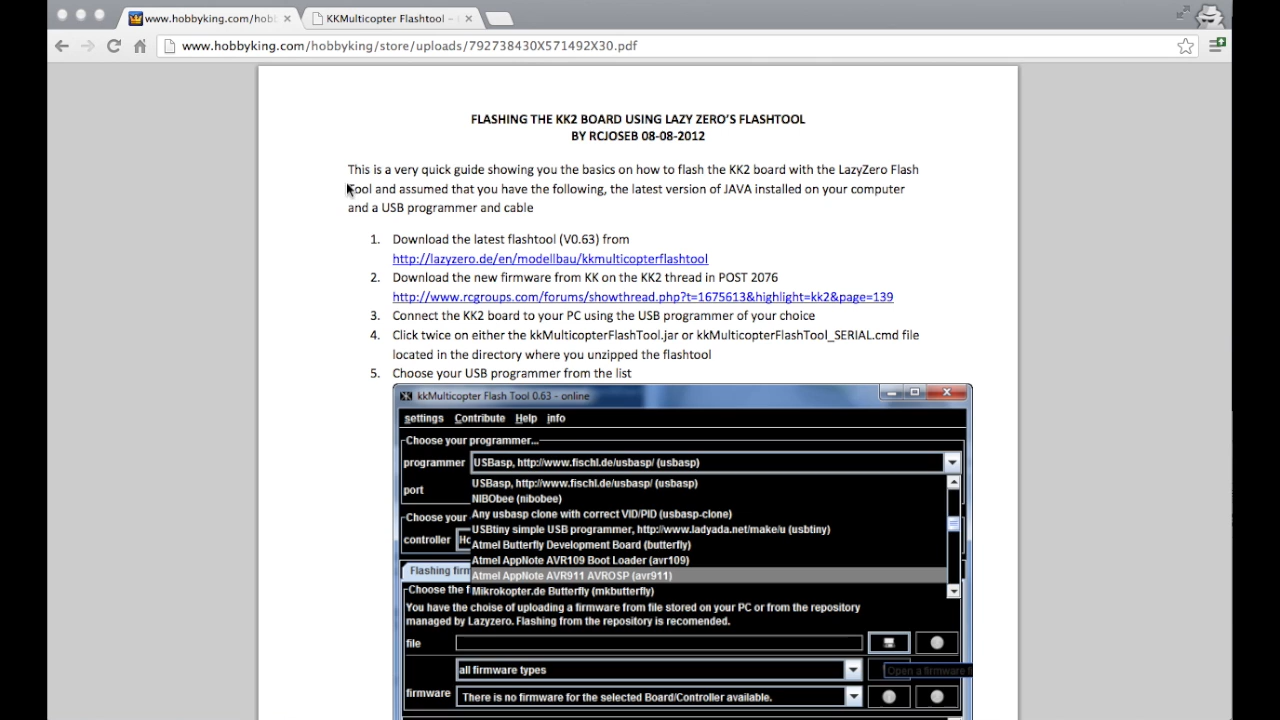 www.hobbyking.com/hobb
KKMulticopter Flashtool -
www.hobbyking.com/hobbyking/store/uploads/792738430X571492X30.pdf
FLASHING THE KK2 BOARD USING LAZY ZERO'S FLASHTOOL
BY RCJOSEB 08-08-2012
This is a very quick guide showing you the basics on how to flash the KK2 board with the LazyZero Flash
Tool and assumed that you have the following, the latest version of JAVA installed on your computer
and a USB programmer and cable
1. Download the latest flashtool (V0.63) from
http://lazyzero.de/en/modellbau/kkmulticopterflashtool
2. Download the new firmware from KK on the KK2 thread in POST 2076
http://www.rcgroups.com/forums/showthread.php?t=1675613&highlight=kk2&page=139
3. Connect the KK2 board to your PC using the USB programmer of your choice
4. Click twice on either the kkMulticopterFlashTool.jar or kkMulticopterFlashTool_SERIAL.cmd file
located in the directory where you unzipped the flashtool
5. Choose your USB programmer from the list
kkMulticopter Flash Tool 0.63 - online
settings Contribute Help info
Choose your programmer...
programmer USBasp, http://www.fischl.de/usbasp/ (usbasp)
USBasp, http://www.fischl.de/usbasp/ (usbasp)
port NIBObee (nibobee)
Any usbasp clone with correct VID/PID (usbasp-clone)
Choose your USBtiny simple USB programmer, http://www.ladyada.net/make/u (usbtiny)
controller Ho Atmel Butterfly Development Board (butterfly)
Atmel AppNote AVR109 Boot Loader (avr109)
Flashing firm Atmel AppNote AVR911 AVROSP (avr911)
Choose the f Mikrokopter.de Butterfly (mkbutterfly)
You have the choise of uploading a firmware from file stored on your PC or from the repository
managed by Lazyzero. Flashing from the repository is recomended.
file
all firmware types Open a firmware f
firmware There is no firmware for the selected Board/Controller available.